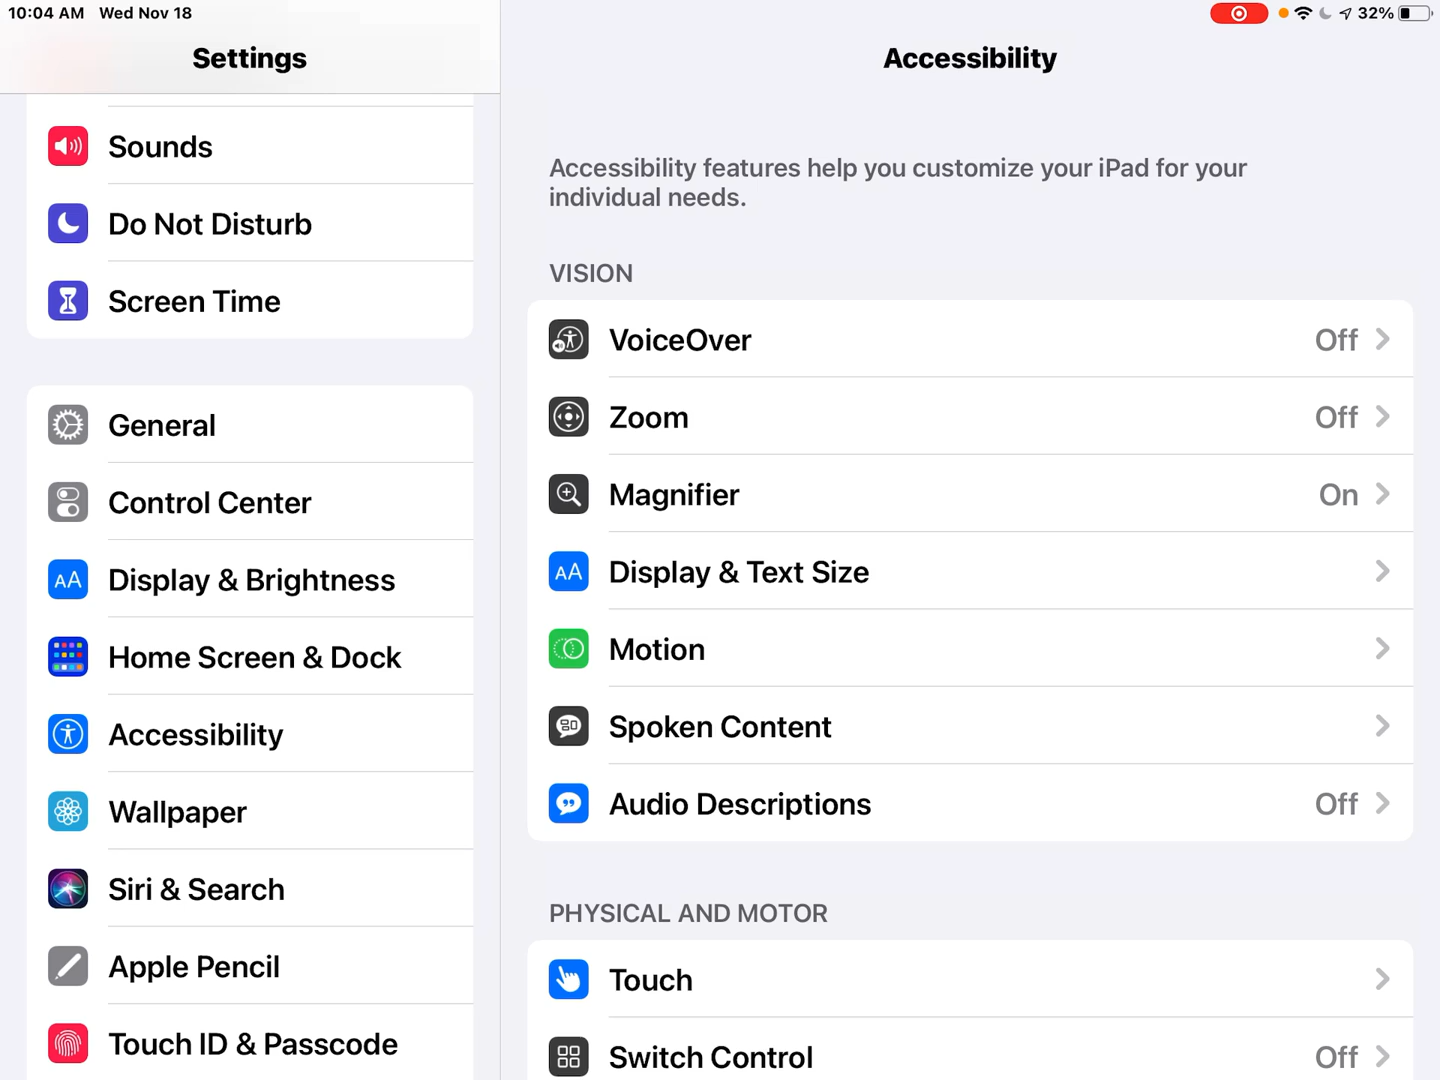 10:04 AM Wed Nov 18
32%
Settings
Sounds
Do Not Disturb
Screen Time
General
Control Center
AA Display & Brightness
Home Screen & Dock
Accessibility
Wallpaper
Siri & Search
Apple Pencil
Touch ID & Passcode
Accessibility
Accessibility features help you customize your iPad for your
individual needs.
VISION
VoiceOver Off
Zoom Off
Magnifier On
AA Display & Text Size
Motion
Spoken Content
Audio Descriptions Off
PHYSICAL AND MOTOR
Touch
Switch Control Off